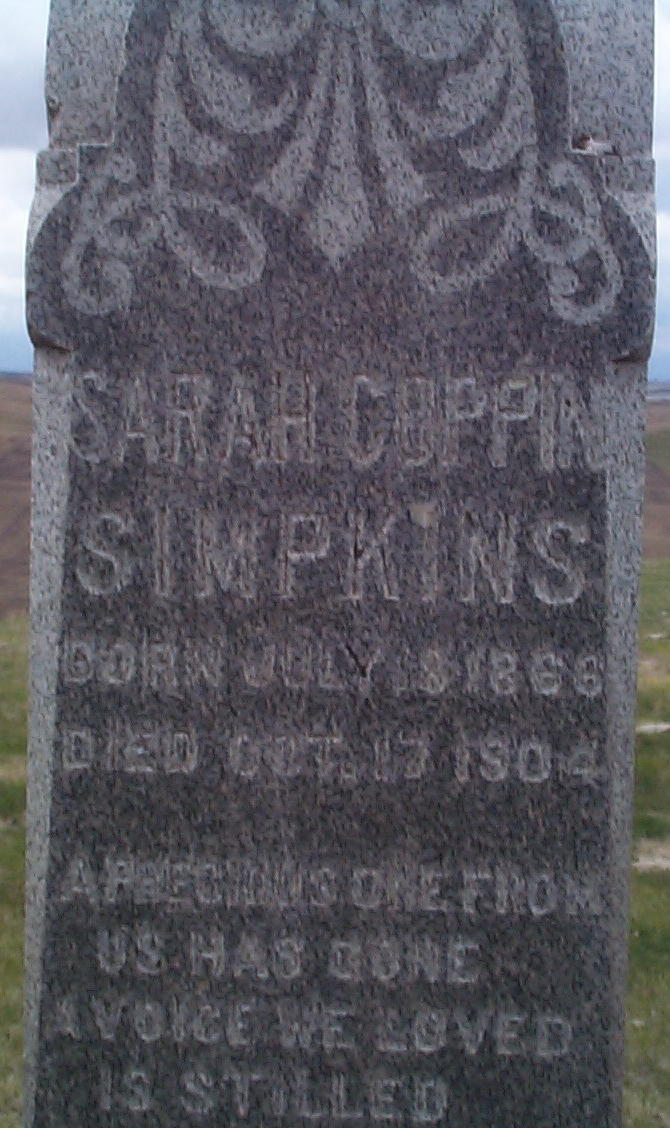 SARAH COPPIN
SIMPKINS
BORN JULY 18 1866
DIED OCT. 17 1904
A PRECIOUS ONE FROM
US HAS GONE
A VOICE WE LOVED
IS STILLED